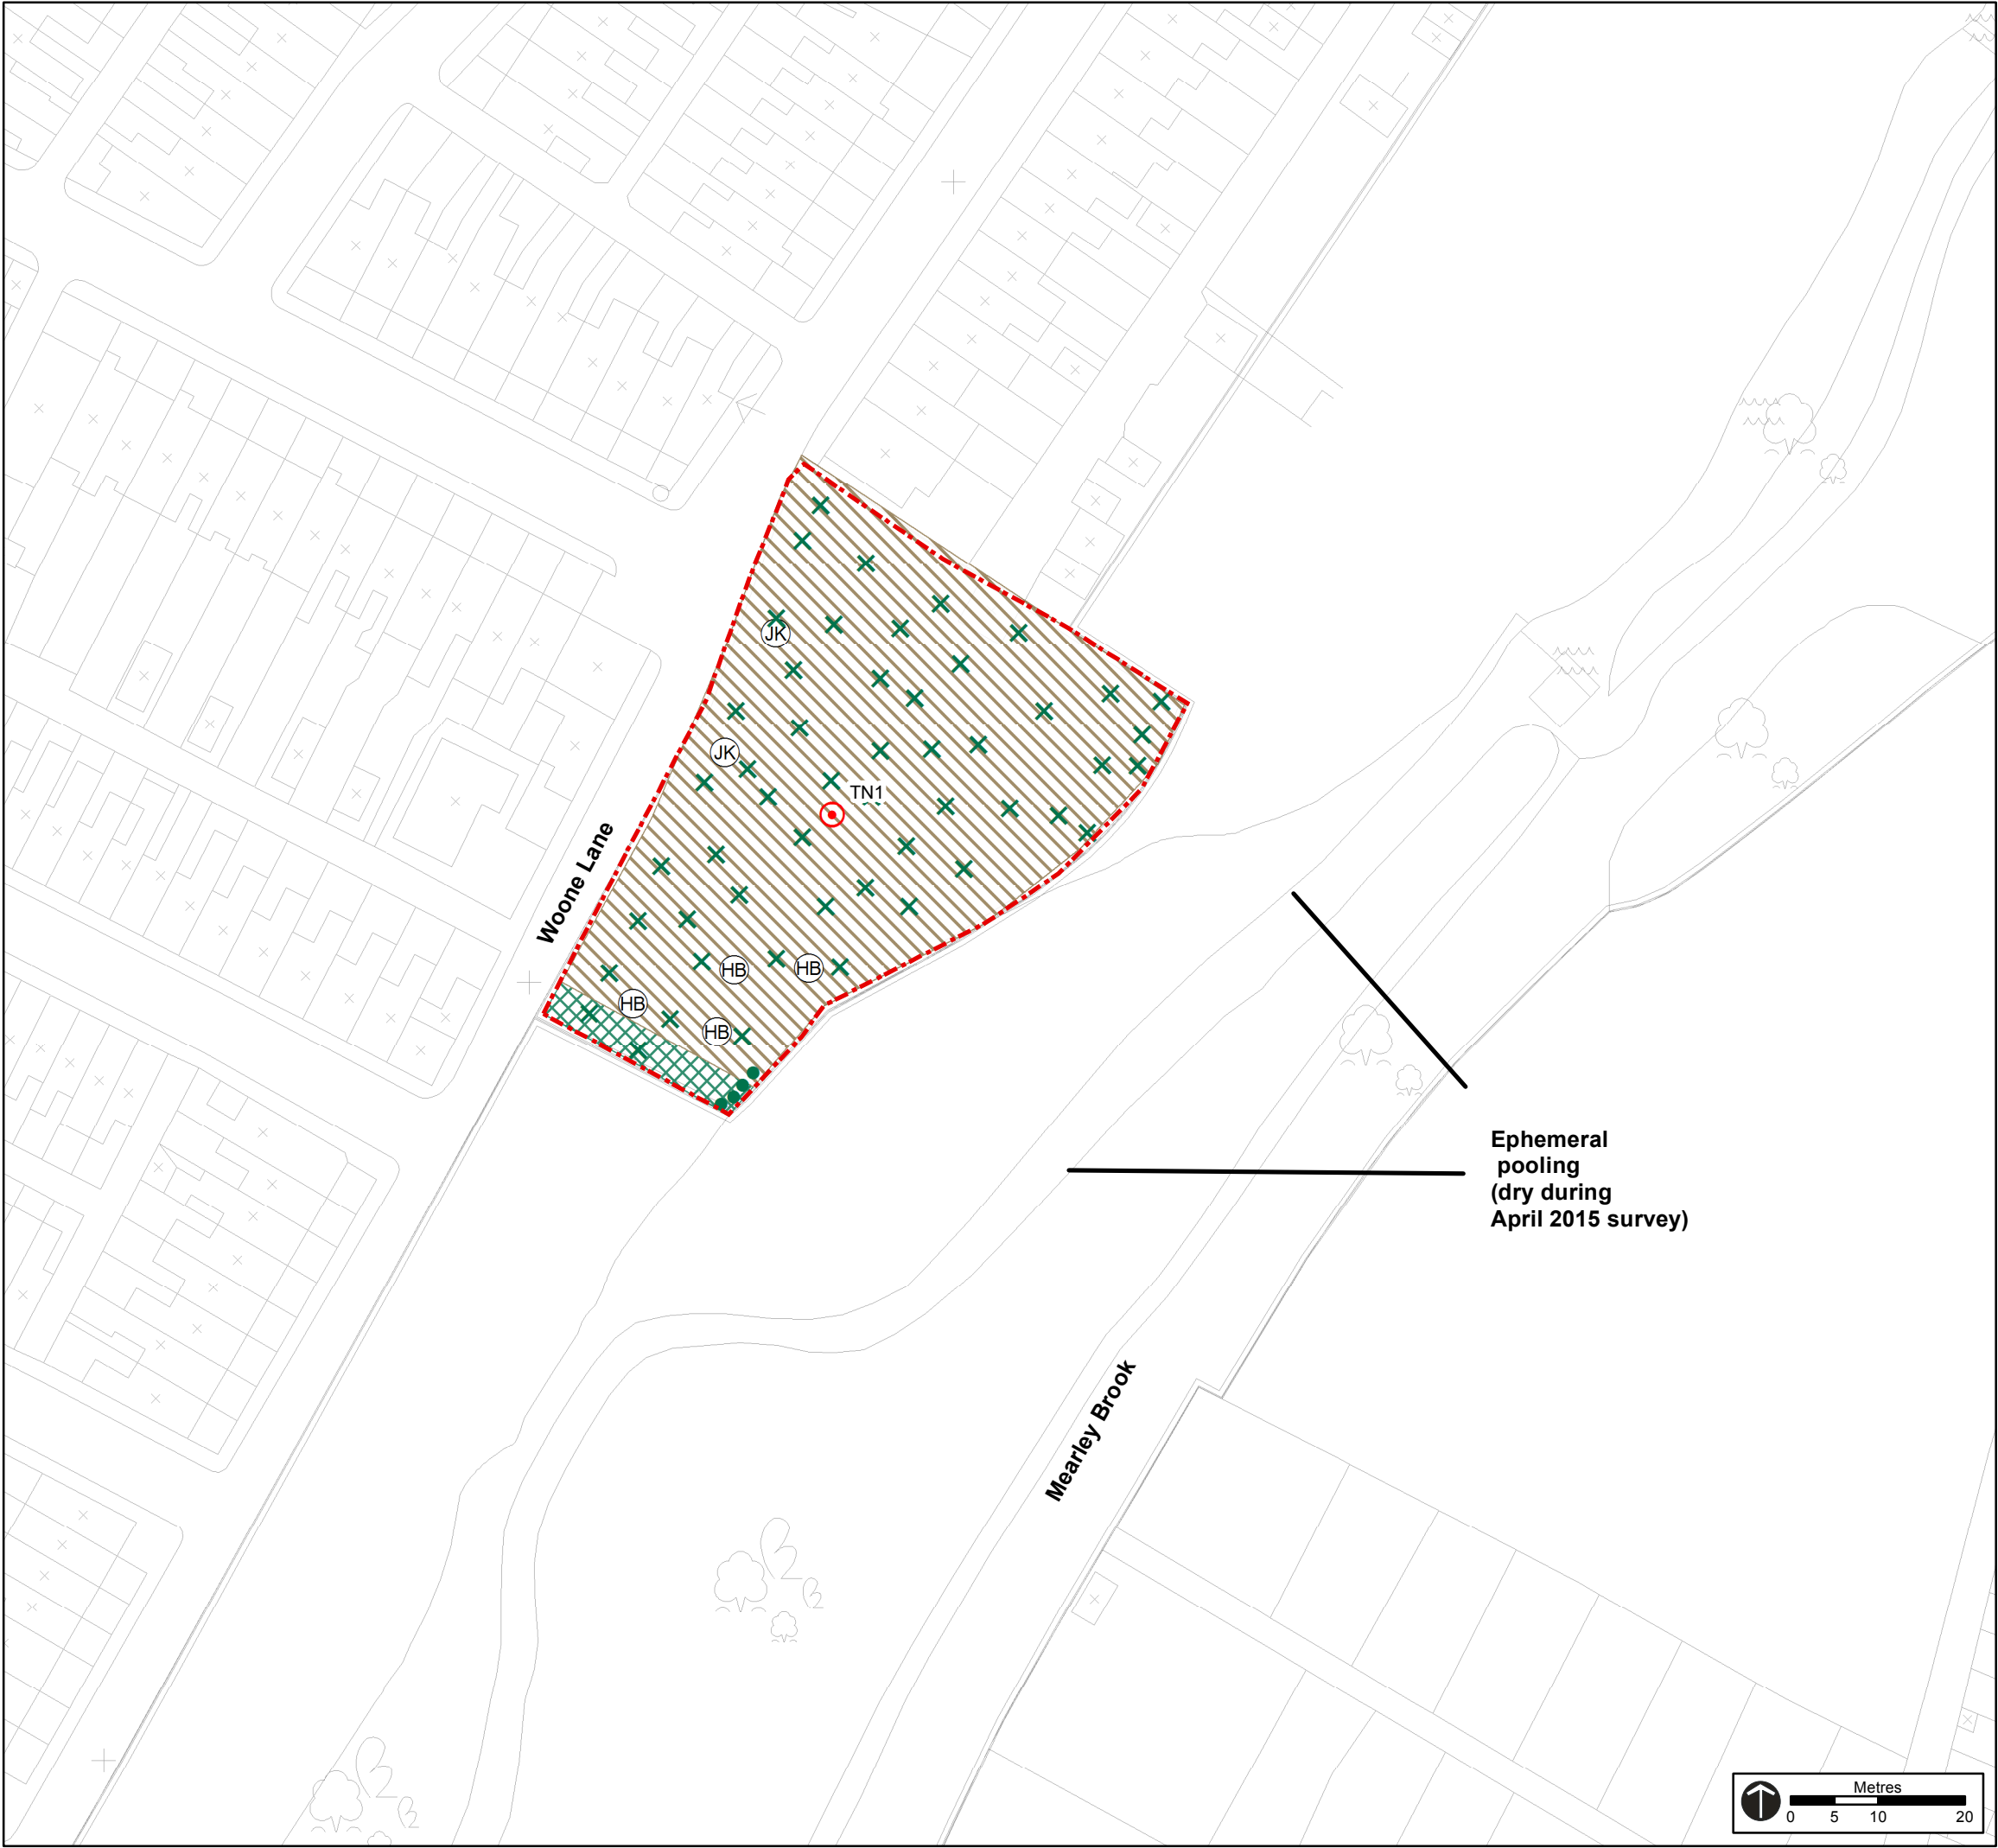 JK
JK
TN1
Woone Lane
HB
HB
HB
HB
Ephemeral
pooling
(dry during
April 2015 survey)
Mearley Brook
Metres
0 5 10 20